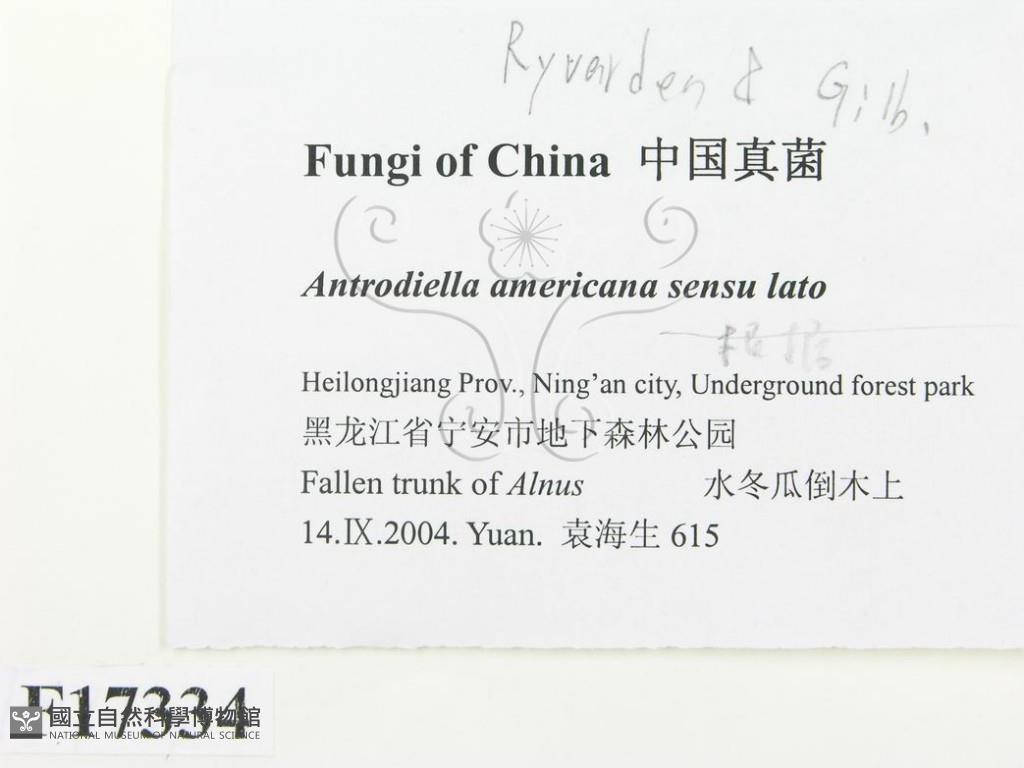 Ryvarden & Gilb.
Fungi of China 中国真菌
Antrodiella americana sensu lato
根据
Heilongjiang Prov., Ning'an city, Underground forest park
黑龙江省宁安市地下森林公园
Fallen trunk of Alnus 水冬瓜倒木上
14.Ⅸ.2004. Yuan. 袁海生 615
F17334
國立自然科學博物館
NATIONAL MUSEUM OF NATURAL SCIENCE